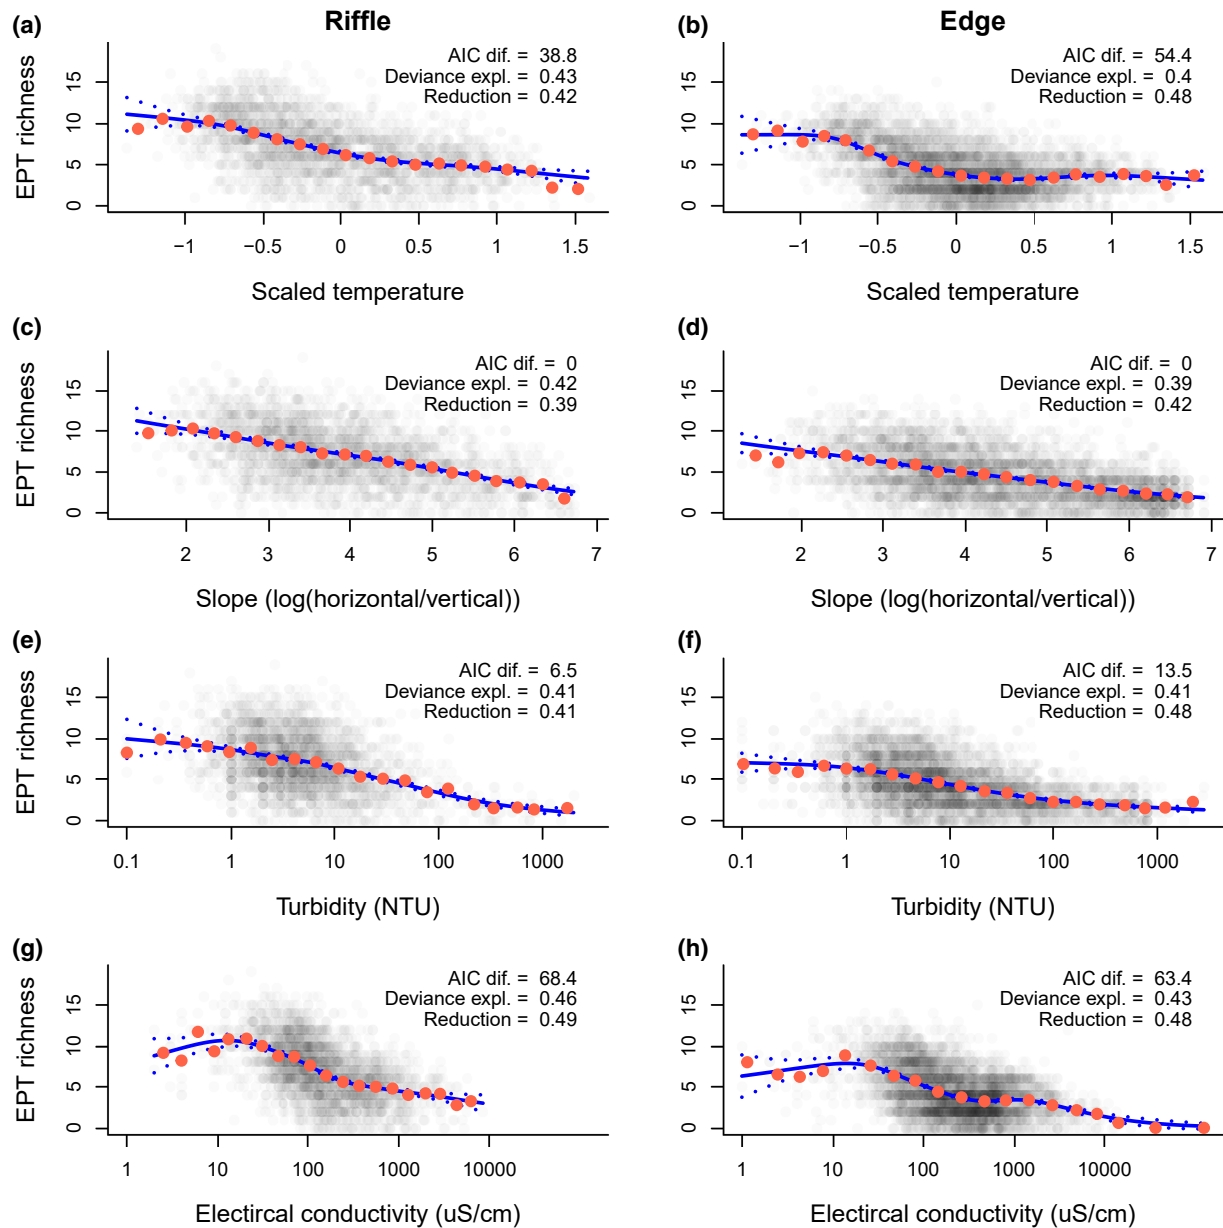 (a)
Riffle
AIC dif. = 38.8
Deviance expl. = 0.43
Reduction = 0.42
EPT richness
15
10
5
0
−1
−0.5
0
0.5
1
1.5
Scaled temperature
(b)
Edge
AIC dif. = 54.4
Deviance expl. = 0.4
Reduction = 0.48
15
10
5
0
−1
−0.5
0
0.5
1
1.5
Scaled temperature
(c)
AIC dif. = 0
Deviance expl. = 0.42
Reduction = 0.39
EPT richness
15
10
5
0
2
3
4
5
6
7
Slope (log(horizontal/vertical))
(d)
AIC dif. = 0
Deviance expl. = 0.39
Reduction = 0.42
15
10
5
0
2
3
4
5
6
7
Slope (log(horizontal/vertical))
(e)
AIC dif. = 6.5
Deviance expl. = 0.41
Reduction = 0.41
EPT richness
15
10
5
0
0.1
1
10
100
1000
Turbidity (NTU)
(f)
AIC dif. = 13.5
Deviance expl. = 0.41
Reduction = 0.48
15
10
5
0
0.1
1
10
100
1000
Turbidity (NTU)
(g)
AIC dif. = 68.4
Deviance expl. = 0.46
Reduction = 0.49
EPT richness
15
10
5
0
1
10
100
1000
10000
Electircal conductivity (uS/cm)
(h)
AIC dif. = 63.4
Deviance expl. = 0.43
Reduction = 0.48
15
10
5
0
1
10
100
1000
10000
Electircal conductivity (uS/cm)